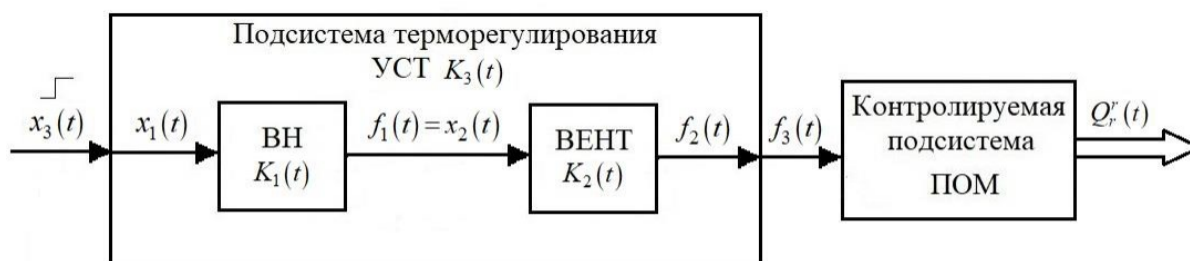 Подсистема терморегулирования
УСТ K₃(t)
x₃(t)
x₁(t)
ВН
K₁(t)
f₁(t)=x₂(t)
ВЕНТ
K₂(t)
f₂(t)
f₃(t)
Контролируемая
подсистема
ПОМ
Qᵣʳ(t)